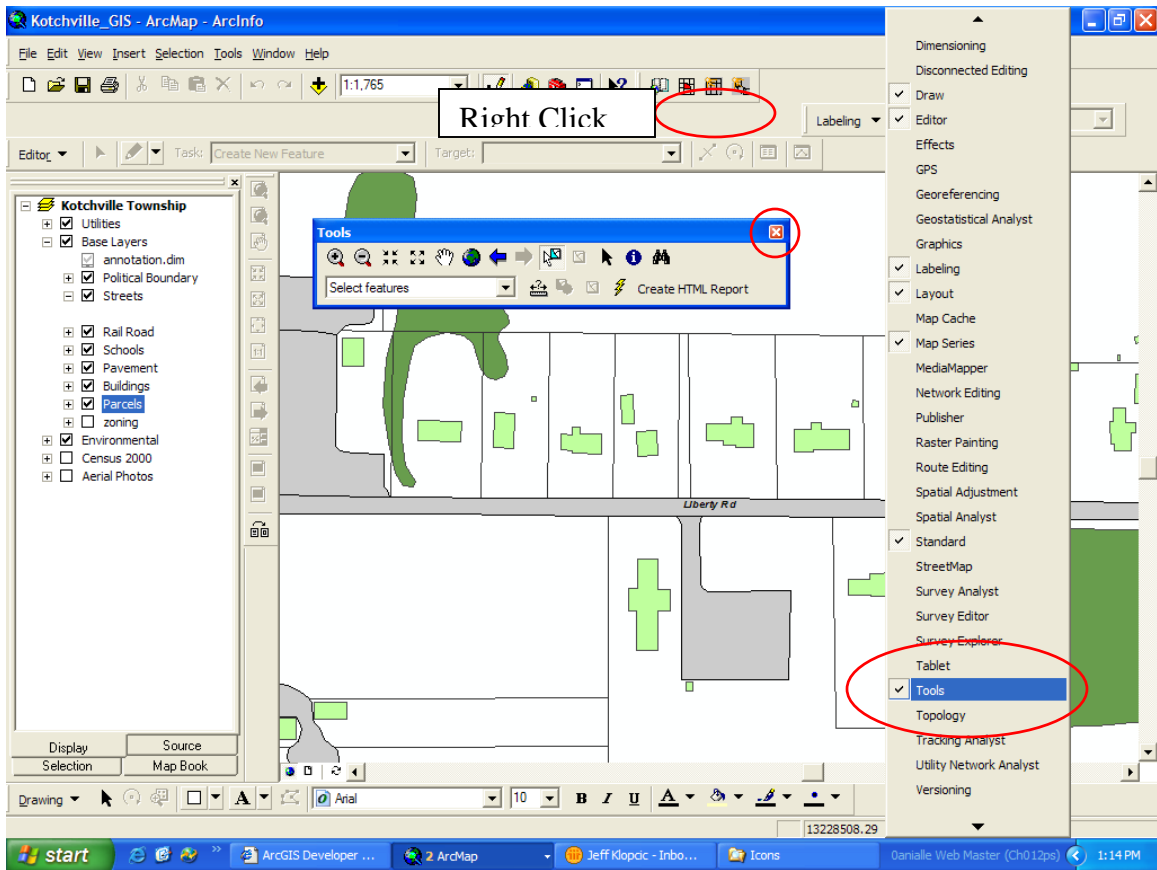 Kotchville_GIS - ArcMap - ArcInfo
File Edit View Insert Selection Tools Window Help
1:1,765
Right Click
Labeling
Editor Task: Create New Feature Target:
Kotchville Township
Utilities
Base Layers
annotation.dim
Political Boundary
Streets
Rail Road
Schools
Pavement
Buildings
Parcels
zoning
Environmental
Census 2000
Aerial Photos
Display Source
Selection Map Book
Tools
Select features Create HTML Report
Liberty Rd
Dimensioning
Disconnected Editing
Draw
Editor
Effects
GPS
Georeferencing
Geostatistical Analyst
Graphics
Labeling
Layout
Map Cache
Map Series
MediaMapper
Network Editing
Publisher
Raster Painting
Route Editing
Spatial Adjustment
Spatial Analyst
Standard
StreetMap
Survey Analyst
Survey Editor
Survey Explorer
Tablet
Tools
Topology
Tracking Analyst
Utility Network Analyst
Versioning
Drawing A Arial 10 B I U A
13228508.29
start ArcGIS Developer ... 2 ArcMap Jeff Klopcic - Inbo... Icons Danialle Web Master (Ch012ps) 1:14 PM